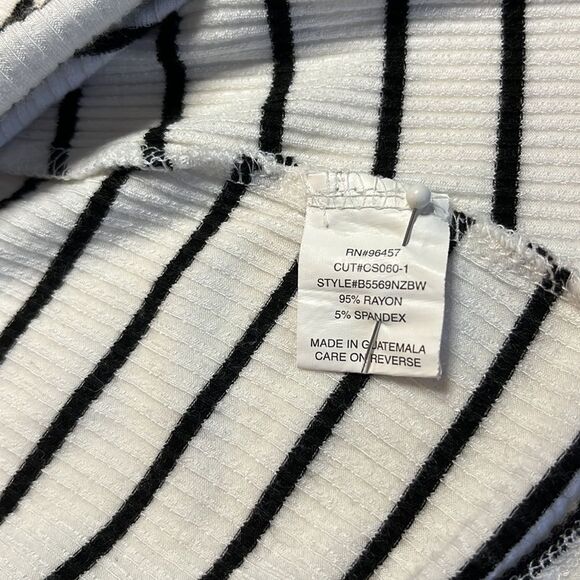 RN#96457
CUT#CS060-1
STYLE#B5569NZBW
95% RAYON
5% SPANDEX
MADE IN GUATEMALA
CARE ON REVERSE